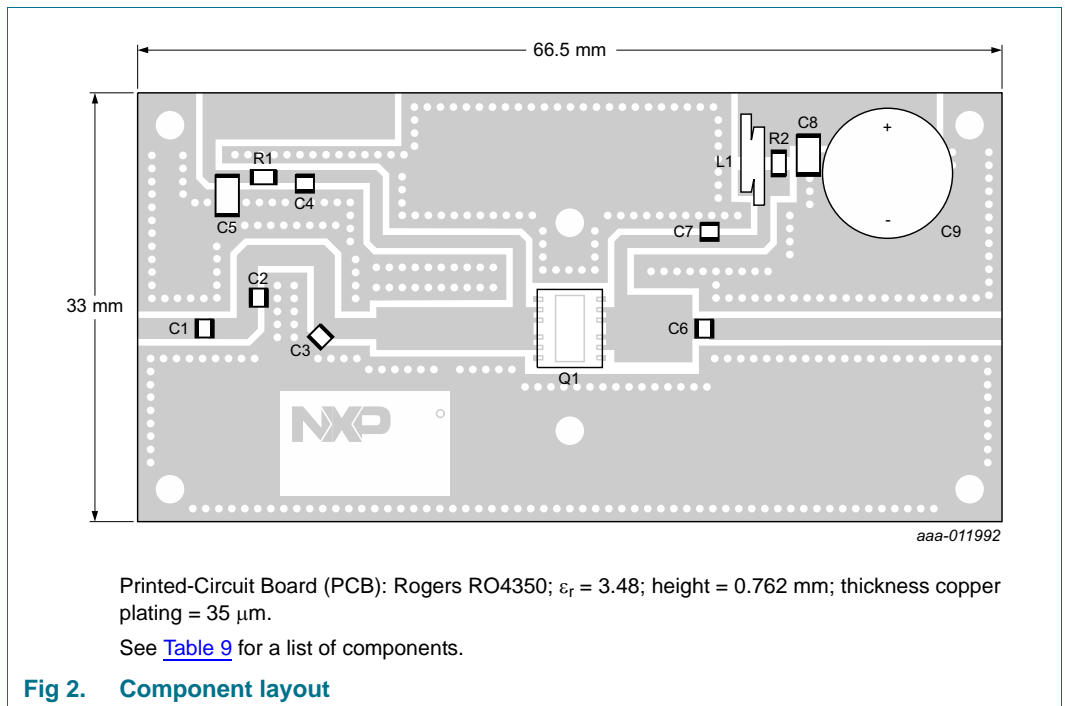 66.5 mm
C8
+
R2
L1
R1
C4
C5
C7
-
C9
C2
33 mm
C1
C6
C3
Q1
NXP
aaa-011992
Printed-Circuit Board (PCB): Rogers RO4350; εr = 3.48; height = 0.762 mm; thickness copper
plating = 35 μm.
See Table 9 for a list of components.
Fig 2. Component layout